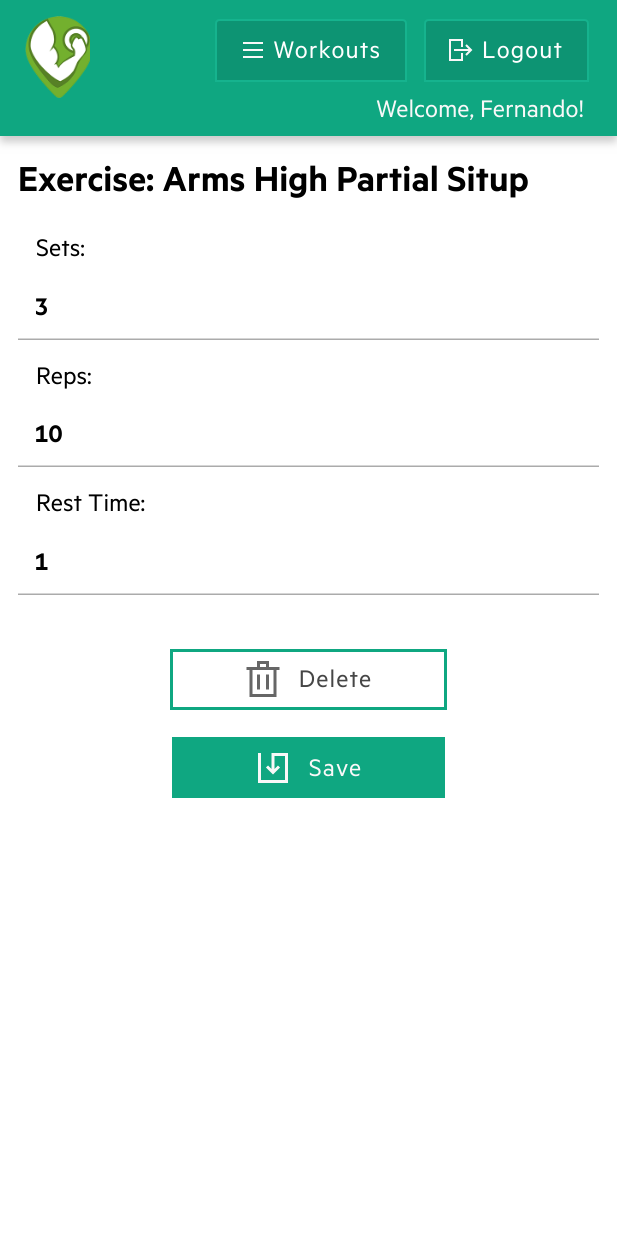 Workouts
Logout
Welcome, Fernando!
Exercise: Arms High Partial Situp
Sets:
3
Reps:
10
Rest Time:
1
Delete
Save